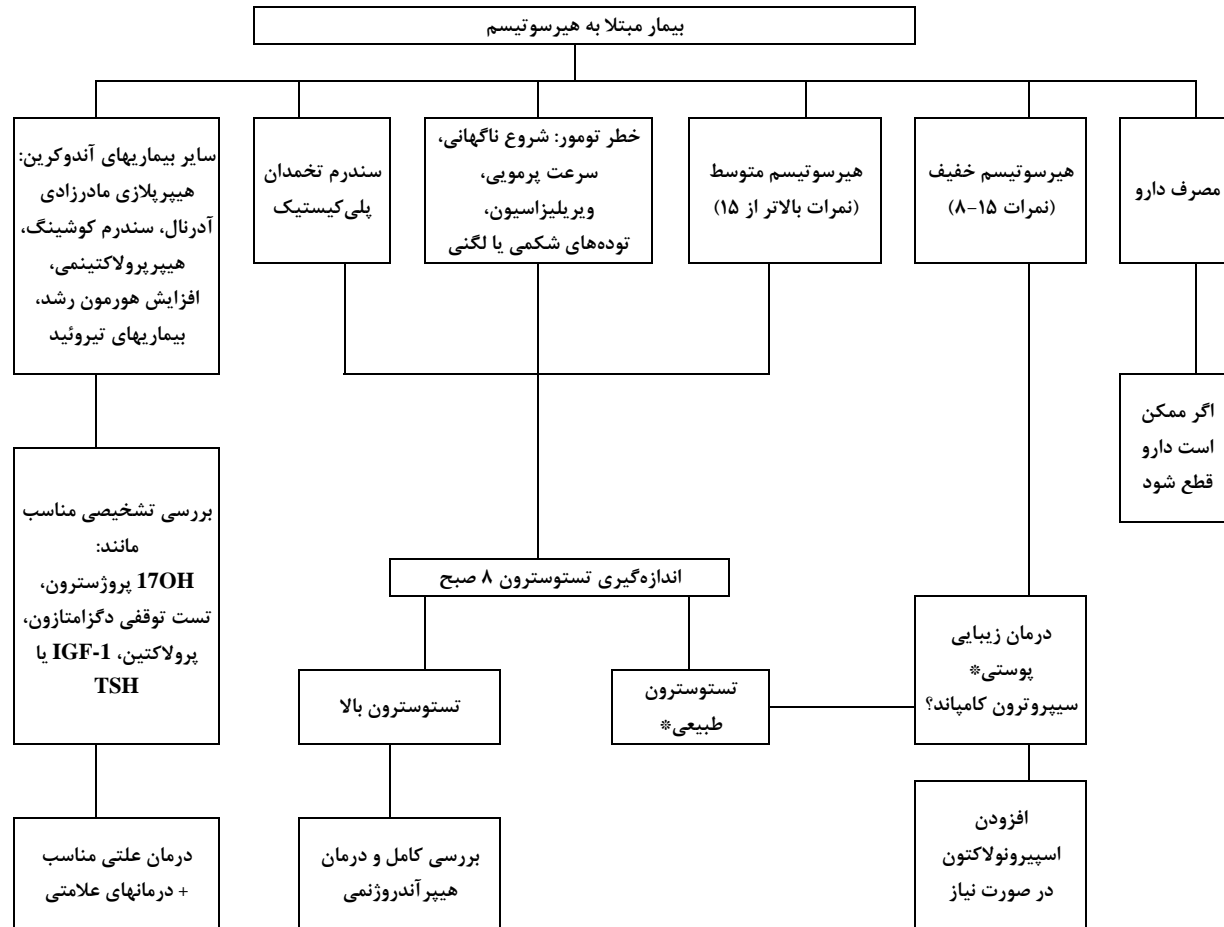 بیمار مبتلا به هیرسوتیسم
مصرف دارو
هیرسوتیسم خفیف
(نمرات ۱۵-۸)
هیرسوتیسم متوسط
(نمرات بالاتر از ۱۵)
خطر تومور: شروع ناگهانی،
سرعت پرمویی،
ویریلیزاسیون،
توده‌های شکمی یا لگنی
سندرم تخمدان
پلی‌کیستیک
سایر بیماریهای آندوکرین:
هیپرپلازی مادرزادی
آدرنال، سندرم کوشینگ،
هیپرپرولاکتینمی،
افزایش هورمون رشد،
بیماریهای تیروئید
اگر ممکن
است دارو
قطع شود
بررسی تشخیصی مناسب
مانند:
17OH پروژسترون،
تست توقفی دگزامتازون،
پرولاکتین، IGF-1 یا
TSH
اندازه‌گیری تستوسترون ۸ صبح
درمان زیبایی
پوستی*
سیپروترون کامپاند؟
تستوسترون
طبیعی*
تستوسترون بالا
افزودن
اسپیرونولاکتون
در صورت نیاز
بررسی کامل و درمان
هیپرآندروژنمی
درمان علتی مناسب
+ درمانهای علامتی